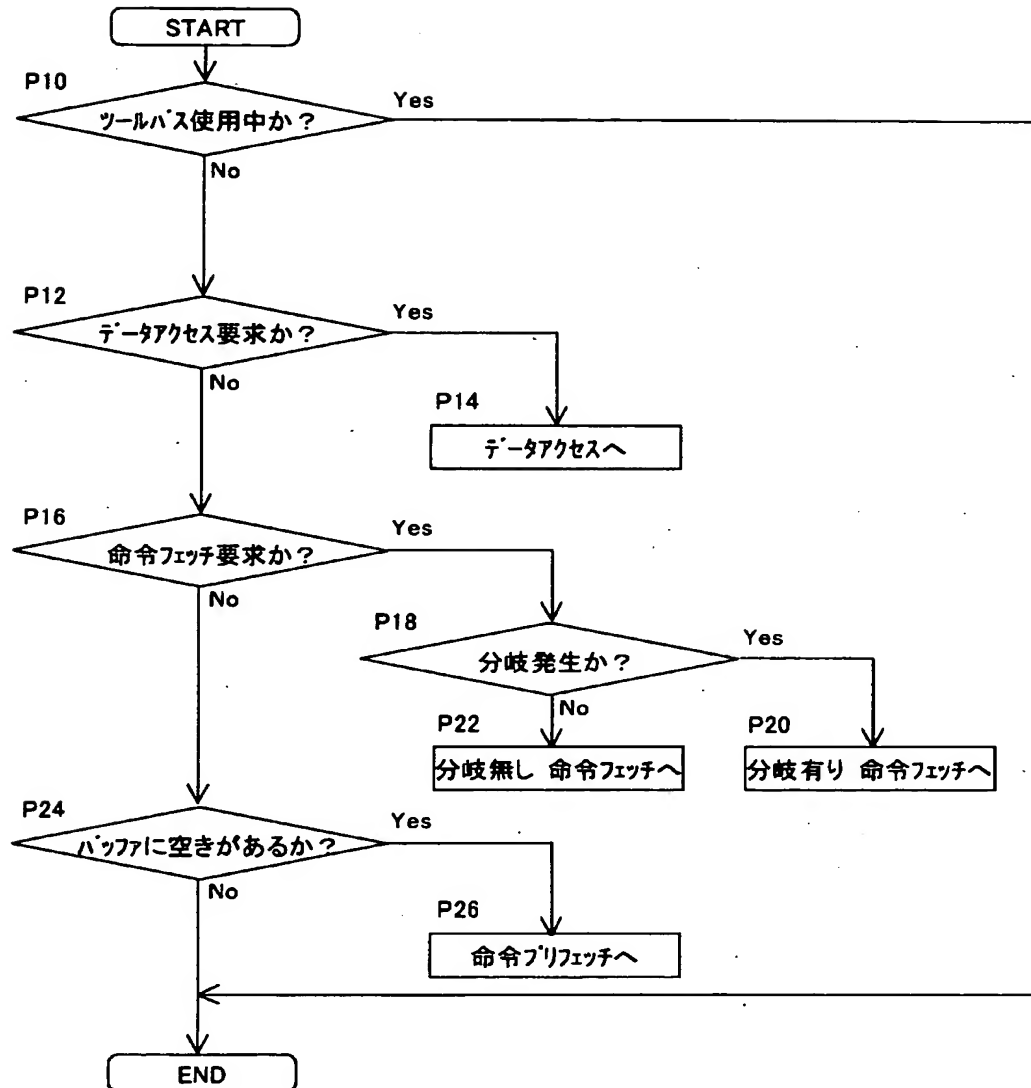 START
P10
ツールバス使用中か?
Yes
No
P12
データアクセス要求か?
Yes
No
P14
データアクセスへ
P16
命令フェッチ要求か?
Yes
No
P18
分岐発生か?
Yes
No
P22
分岐無し 命令フェッチへ
P20
分岐有り 命令フェッチへ
P24
バッファに空きがあるか?
Yes
No
P26
命令プリフェッチへ
END